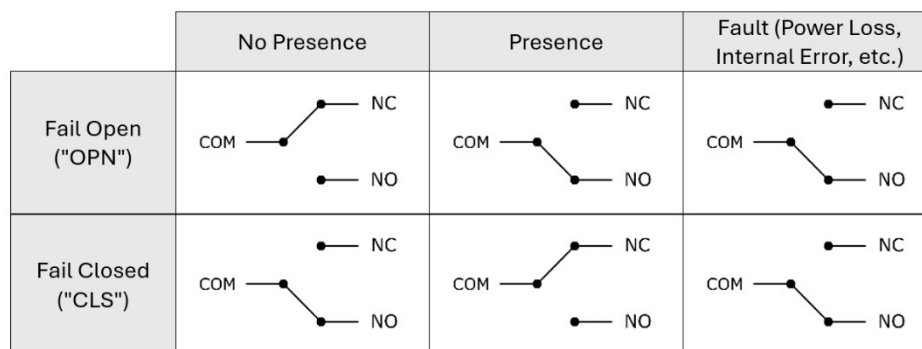 No Presence
Presence
Fault (Power Loss,
Internal Error, etc.)
Fail Open
("OPN")
NC
COM
NO
NC
COM
NO
NC
COM
NO
Fail Closed
("CLS")
NC
COM
NO
NC
COM
NO
NC
COM
NO